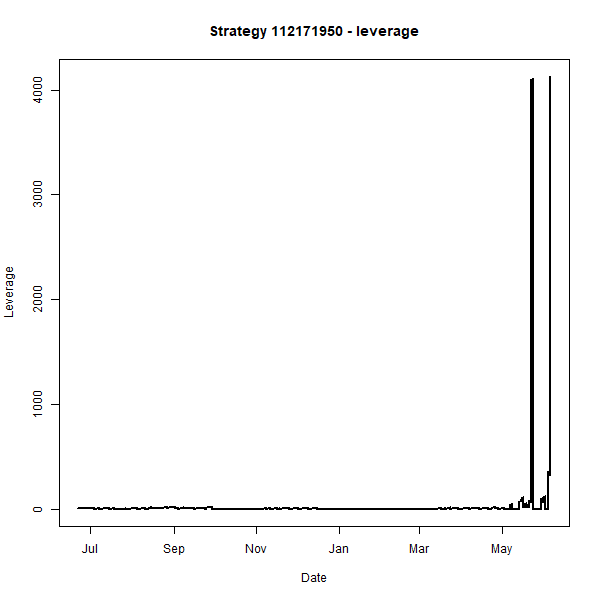 Strategy 112171950 - leverage
4000
3000
2000
1000
0
Leverage
Jul Sep Nov Jan Mar May
Date